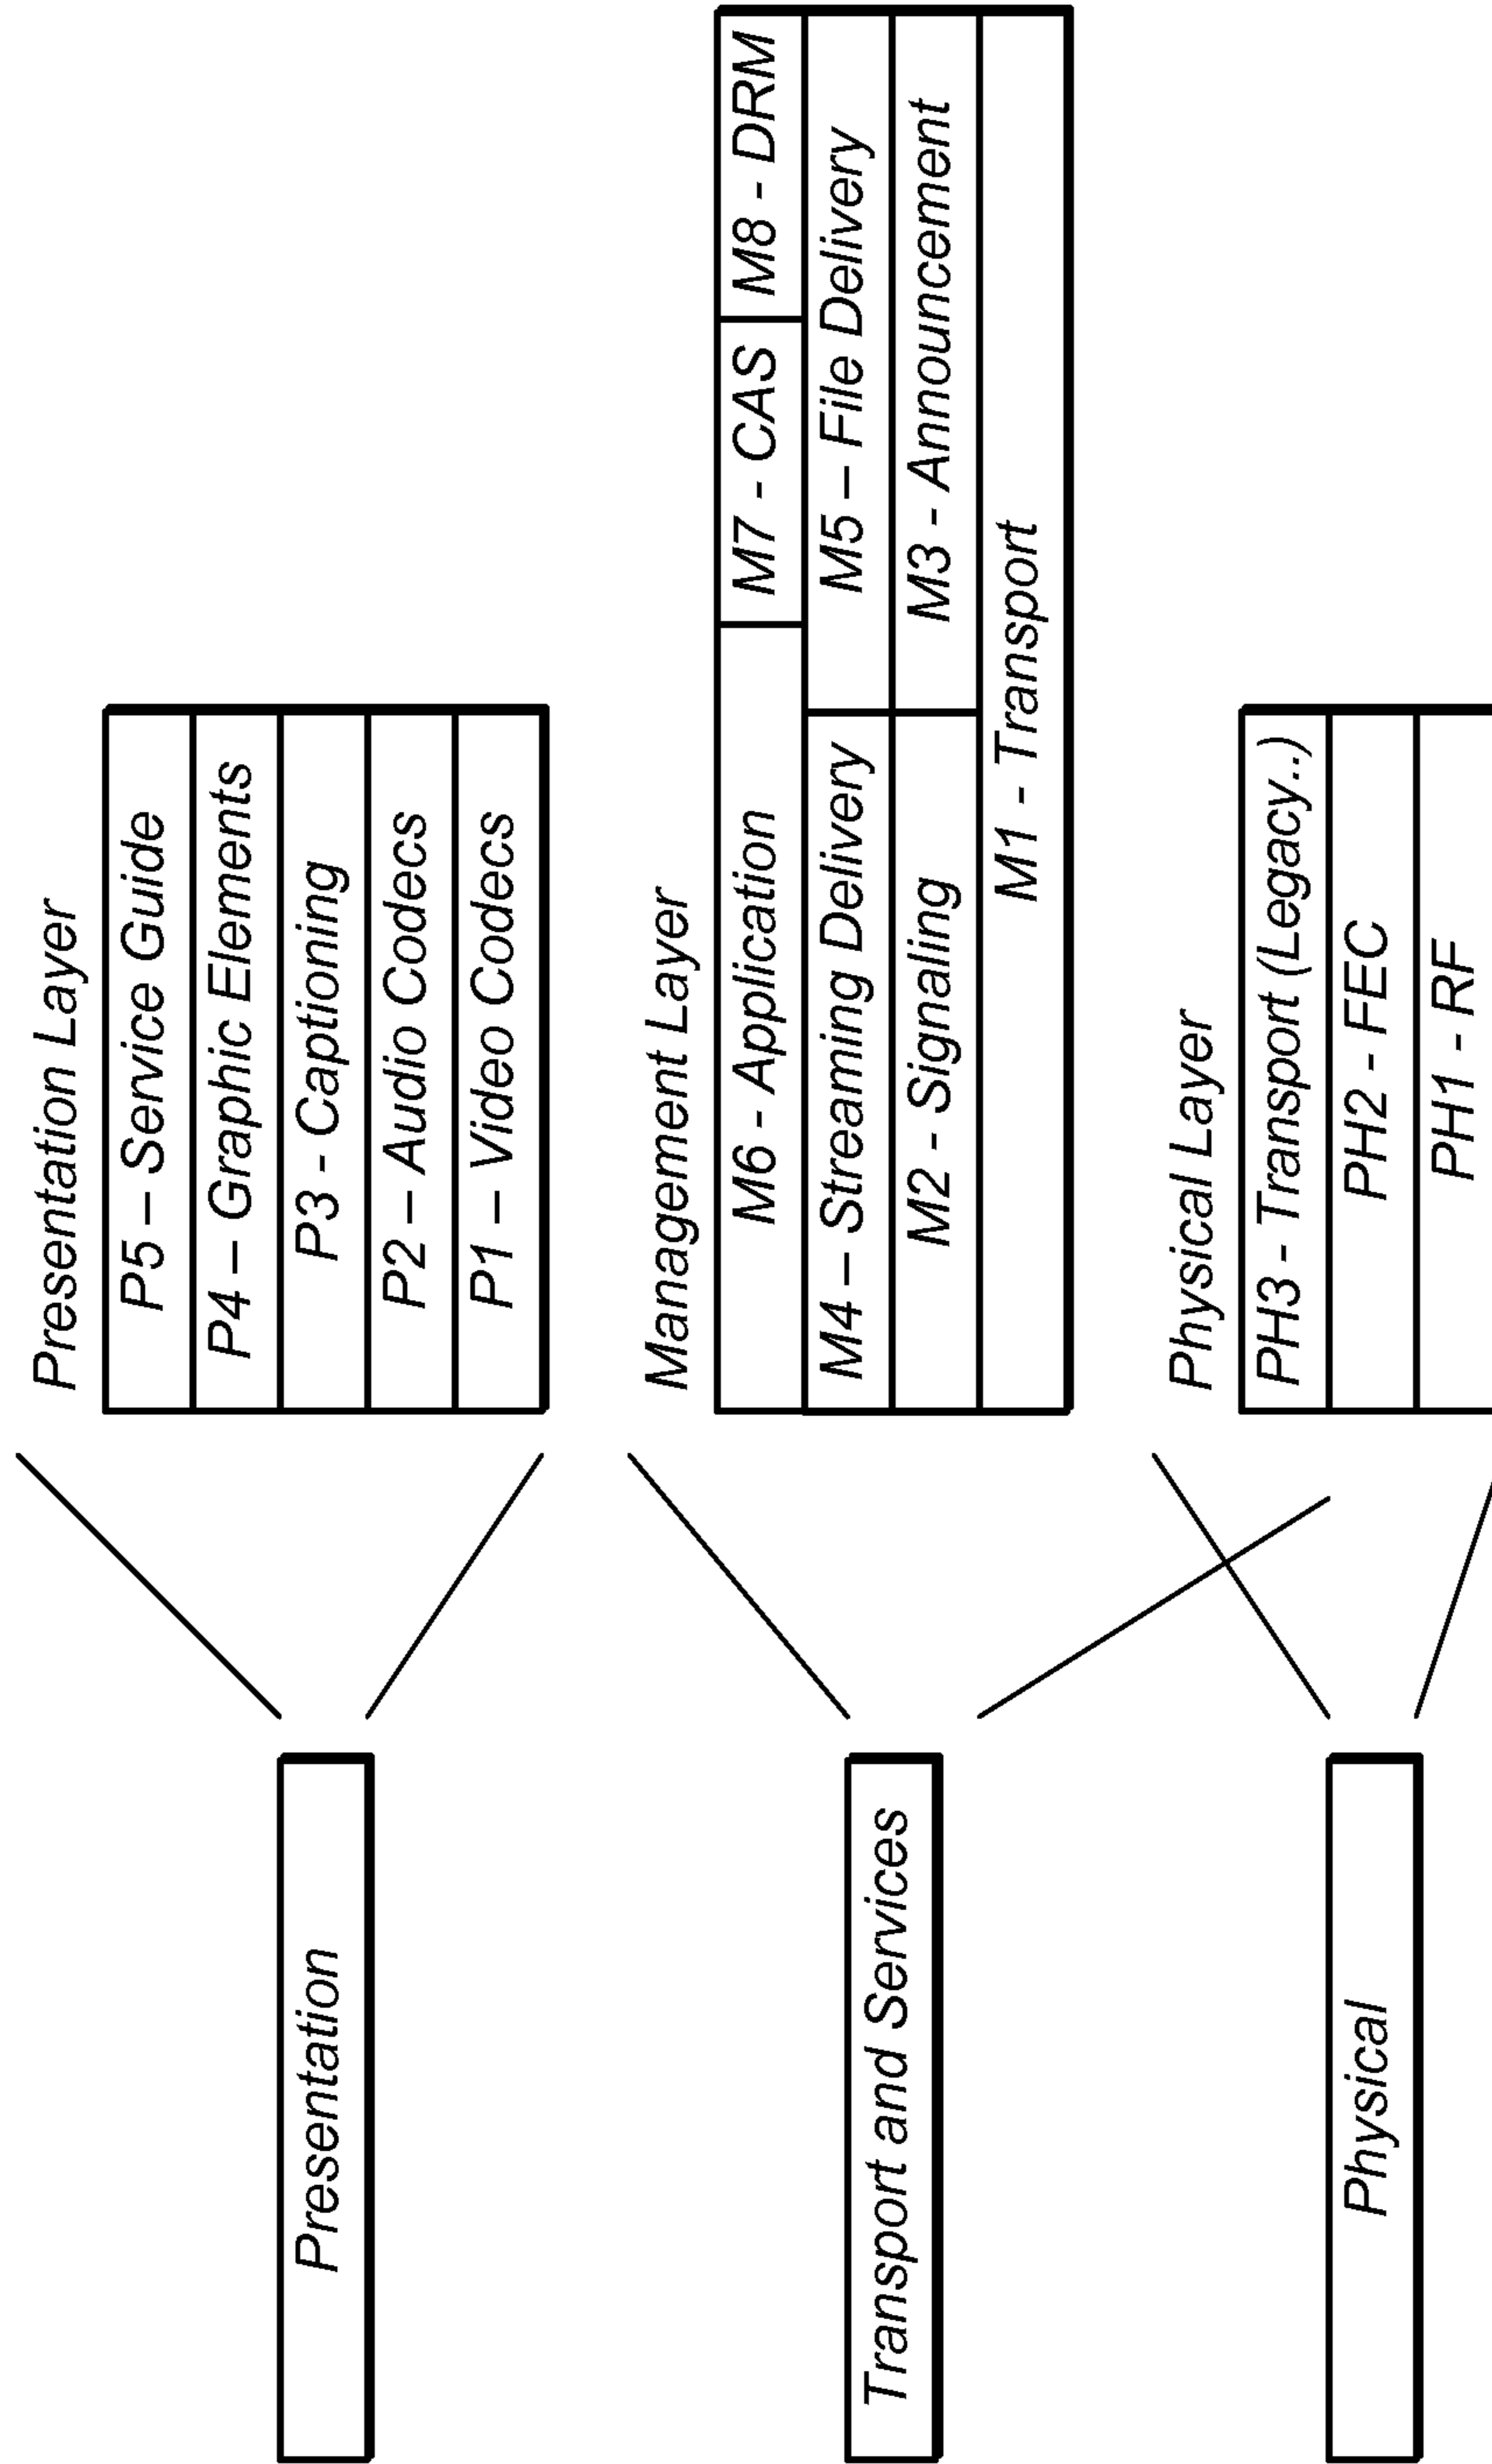 Presentation Layer
P5 – Service Guide
P4 – Graphic Elements
P3 - Captioning
P2 – Audio Codecs
P1 – Video Codecs
Presentation
Management Layer
M6 - Application
M7 - CAS
M8 - DRM
M4 – Streaming Delivery
M5 – File Delivery
M2 - Signaling
M3 - Announcement
M1 - Transport
Transport and Services
Physical Layer
PH3 - Transport (Legacy..)
PH2 - FEC
PH1 - RF
Physical